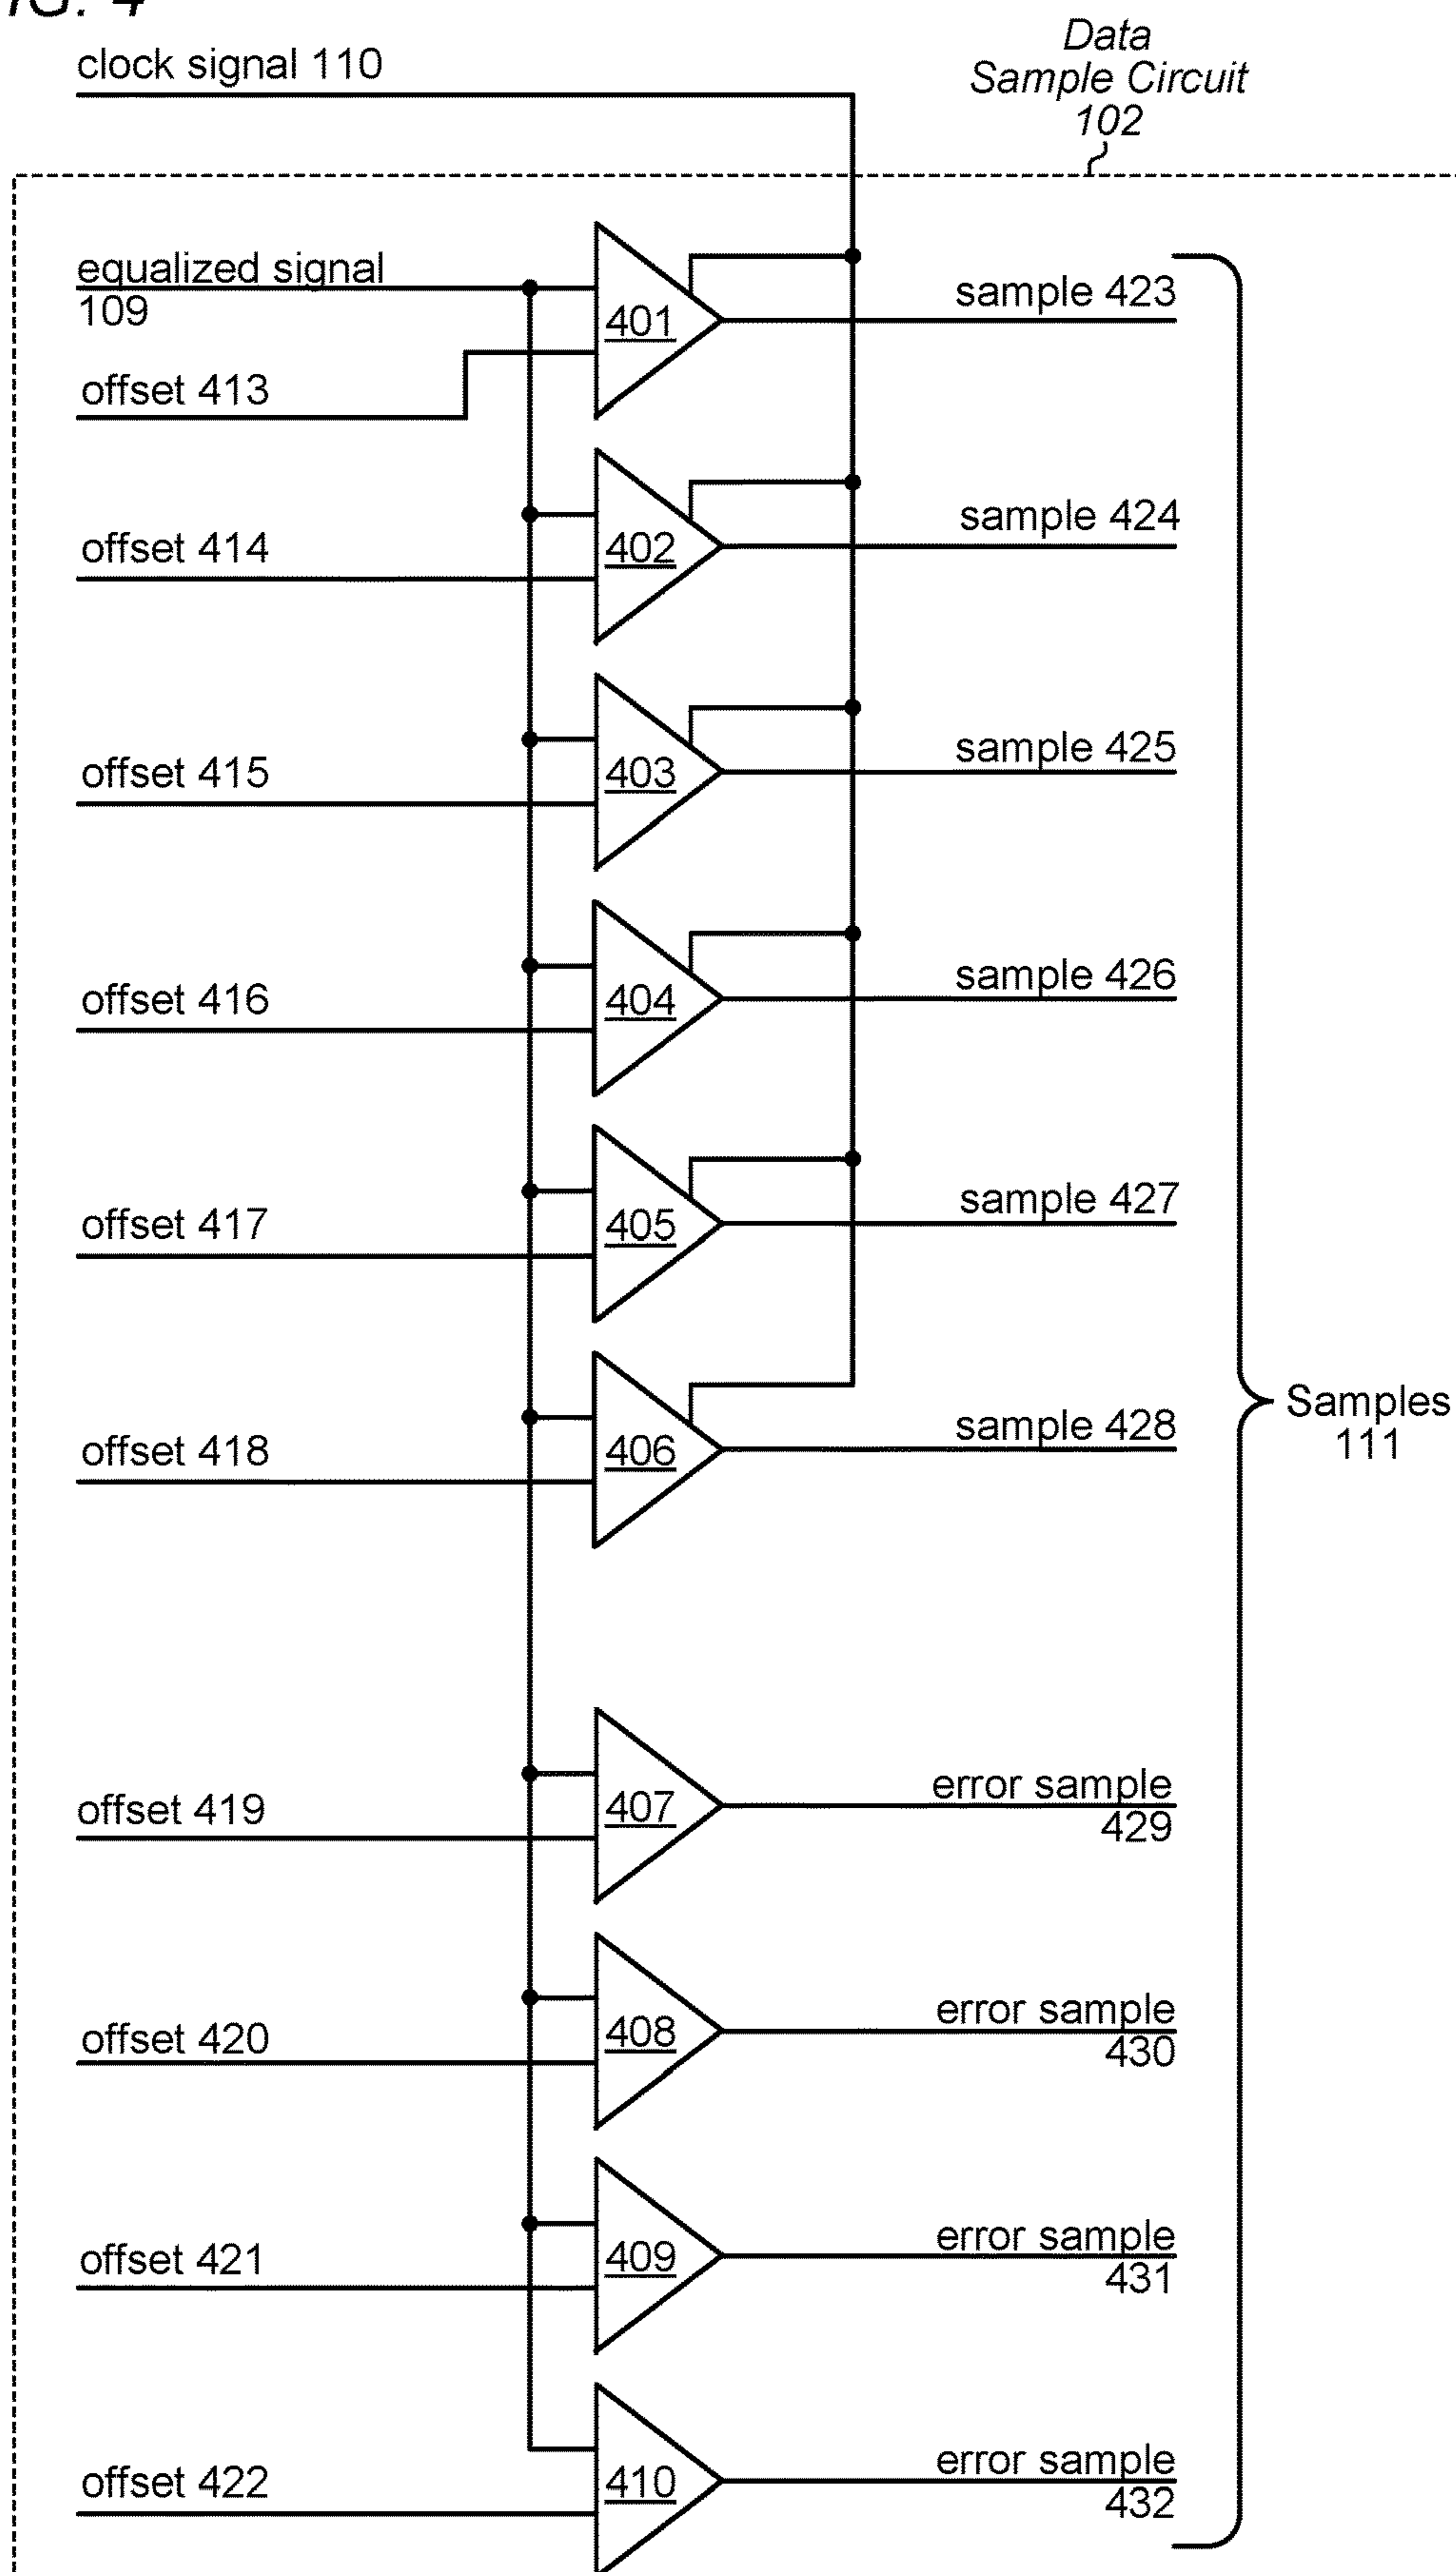 IG. 4
clock signal 110
Data
Sample Circuit
102
equalized signal
109
401
sample 423
offset 413
offset 414
402
sample 424
offset 415
403
sample 425
offset 416
404
sample 426
offset 417
405
sample 427
offset 418
406
sample 428
Samples
111
offset 419
407
error sample
429
offset 420
408
error sample
430
offset 421
409
error sample
431
offset 422
410
error sample
432